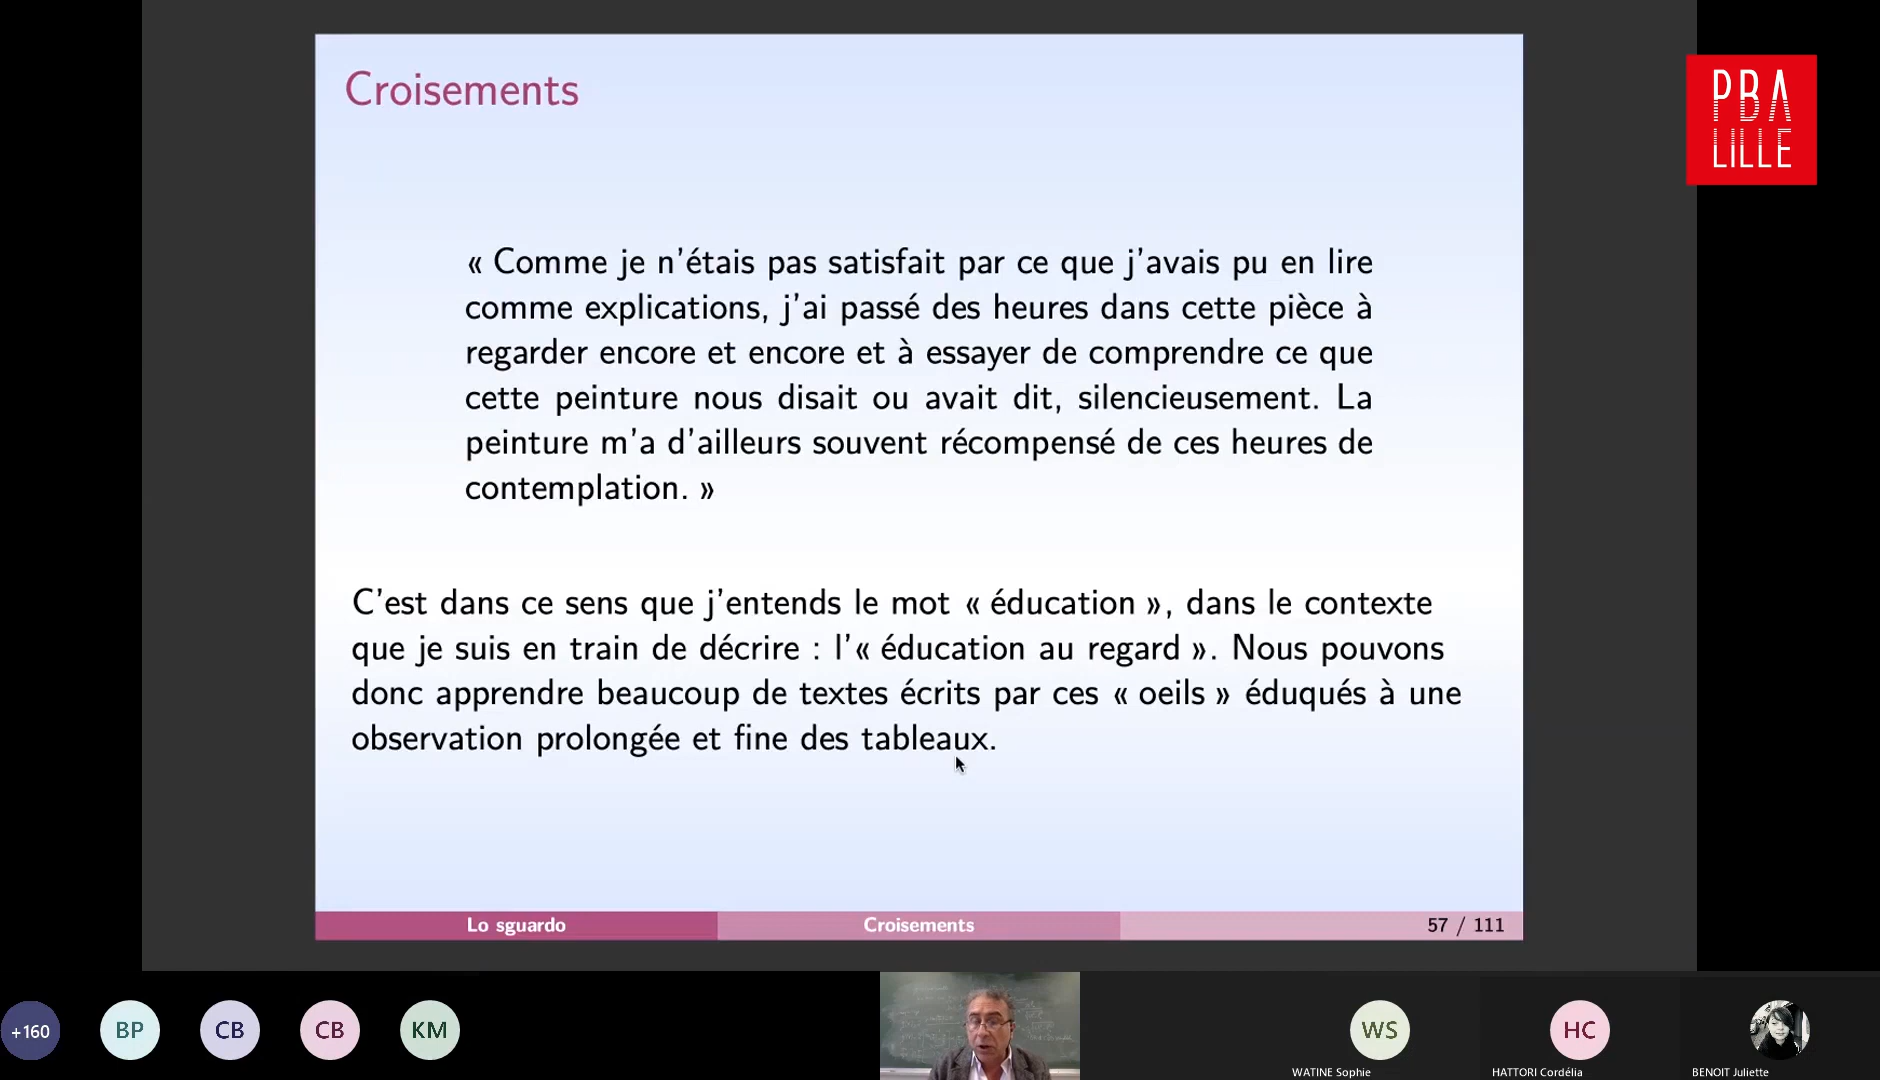 Croisements
PBA
LILLE
« Comme je n'étais pas satisfait par ce que j'avais pu en lire
comme explications, j'ai passé des heures dans cette pièce à
regarder encore et encore et à essayer de comprendre ce que
cette peinture nous disait ou avait dit, silencieusement. La
peinture m'a d'ailleurs souvent récompensé de ces heures de
contemplation. »
C'est dans ce sens que j'entends le mot « éducation », dans le contexte
que je suis en train de décrire : l'« éducation au regard ». Nous pouvons
donc apprendre beaucoup de textes écrits par ces « oeils » éduqués à une
observation prolongée et fine des tableaux.
Lo sguardo
Croisements
57 / 111
+160
BP
CB
CB
KM
WS
HC
WATINE Sophie
HATTORI Cordélia
BENOIT Juliette